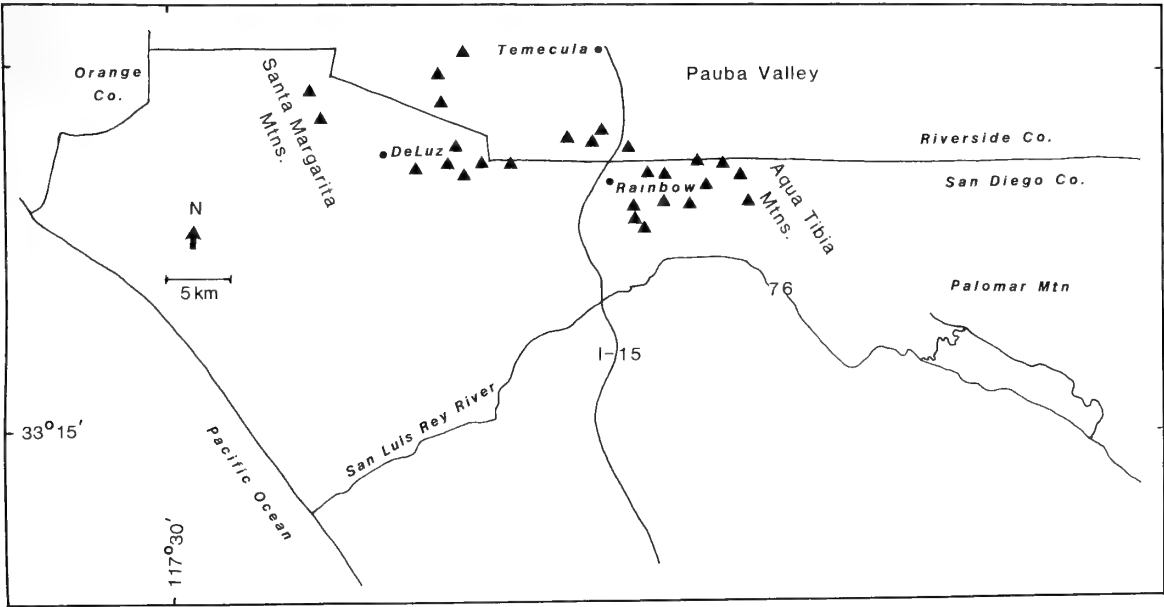 Temecula
Orange
Co.
Pauba Valley
Santa Margarita
Mtns.
Riverside Co.
DeLuz
San Diego Co.
Rainbow
Aqua Tibia
Mtns.
N
5 km
76
Palomar Mtn
I-15
San Luis Rey River
33°15′
Pacific Ocean
117°30′